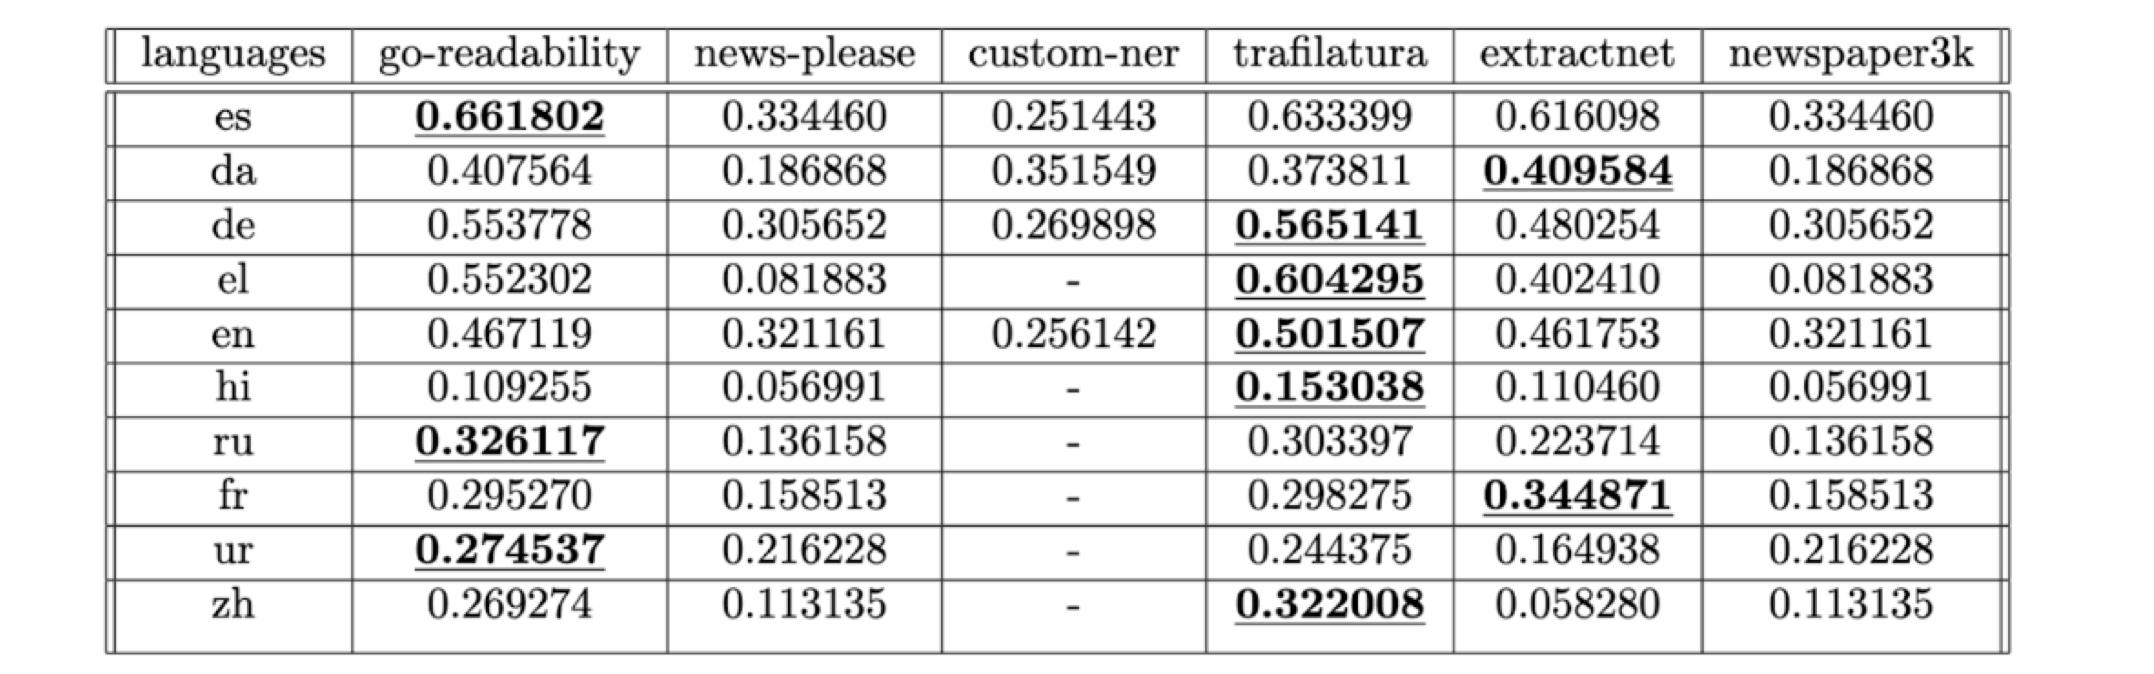 languages go-readability news-please custom-ner trafilatura extractnet newspaper3k
es 0.661802 0.334460 0.251443 0.633399 0.616098 0.334460
da 0.407564 0.186868 0.351549 0.373811 0.409584 0.186868
de 0.553778 0.305652 0.269898 0.565141 0.480254 0.305652
el 0.552302 0.081883 - 0.604295 0.402410 0.081883
en 0.467119 0.321161 0.256142 0.501507 0.461753 0.321161
hi 0.109255 0.056991 - 0.153038 0.110460 0.056991
ru 0.326117 0.136158 - 0.303397 0.223714 0.136158
fr 0.295270 0.158513 - 0.298275 0.344871 0.158513
ur 0.274537 0.216228 - 0.244375 0.164938 0.216228
zh 0.269274 0.113135 - 0.322008 0.058280 0.113135